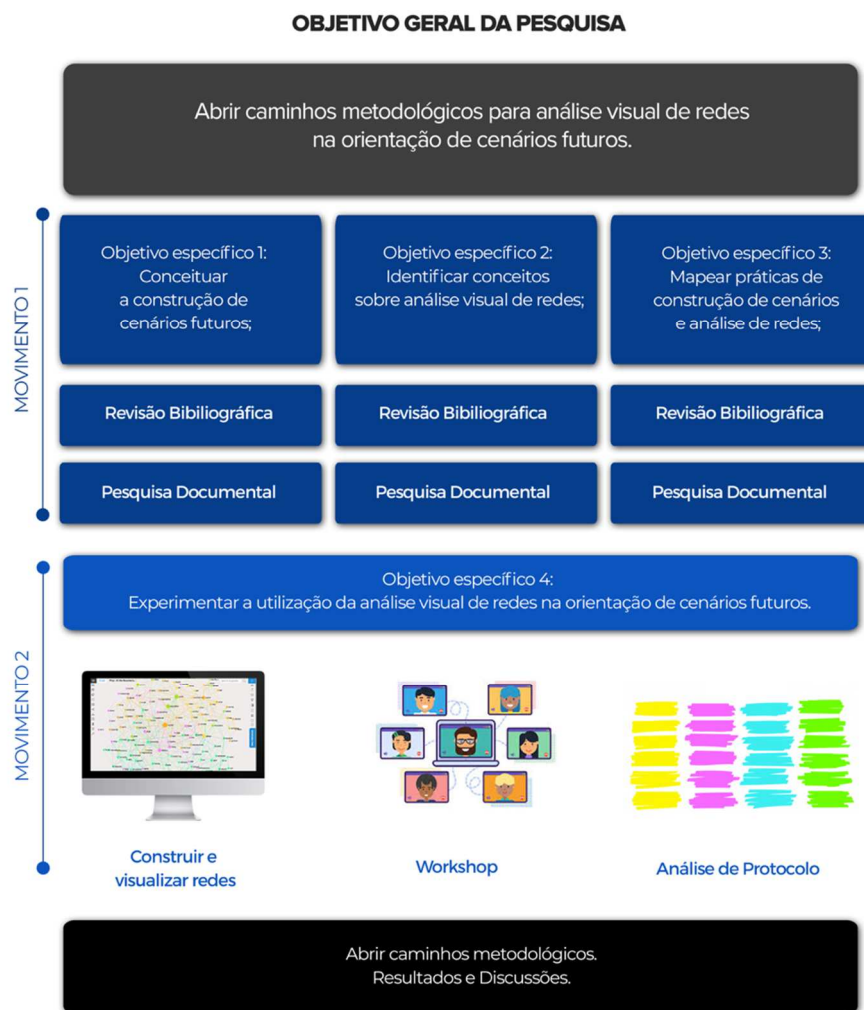 OBJETIVO GERAL DA PESQUISA
Abrir caminhos metodológicos para análise visual de redes
na orientação de cenários futuros.
MOVIMENTO 1
Objetivo específico 1:
Conceituar
a construção de
cenários futuros;
Objetivo específico 2:
Identificar conceitos
sobre análise visual de redes;
Objetivo específico 3:
Mapear práticas de
construção de cenários
e análise de redes;
Revisão Bibiliográfica
Revisão Bibiliográfica
Revisão Bibiliográfica
Pesquisa Documental
Pesquisa Documental
Pesquisa Documental
MOVIMENTO 2
Objetivo específico 4:
Experimentar a utilização da análise visual de redes na orientação de cenários futuros.
Construir e
visualizar redes
Workshop
Análise de Protocolo
Abrir caminhos metodológicos.
Resultados e Discussões.